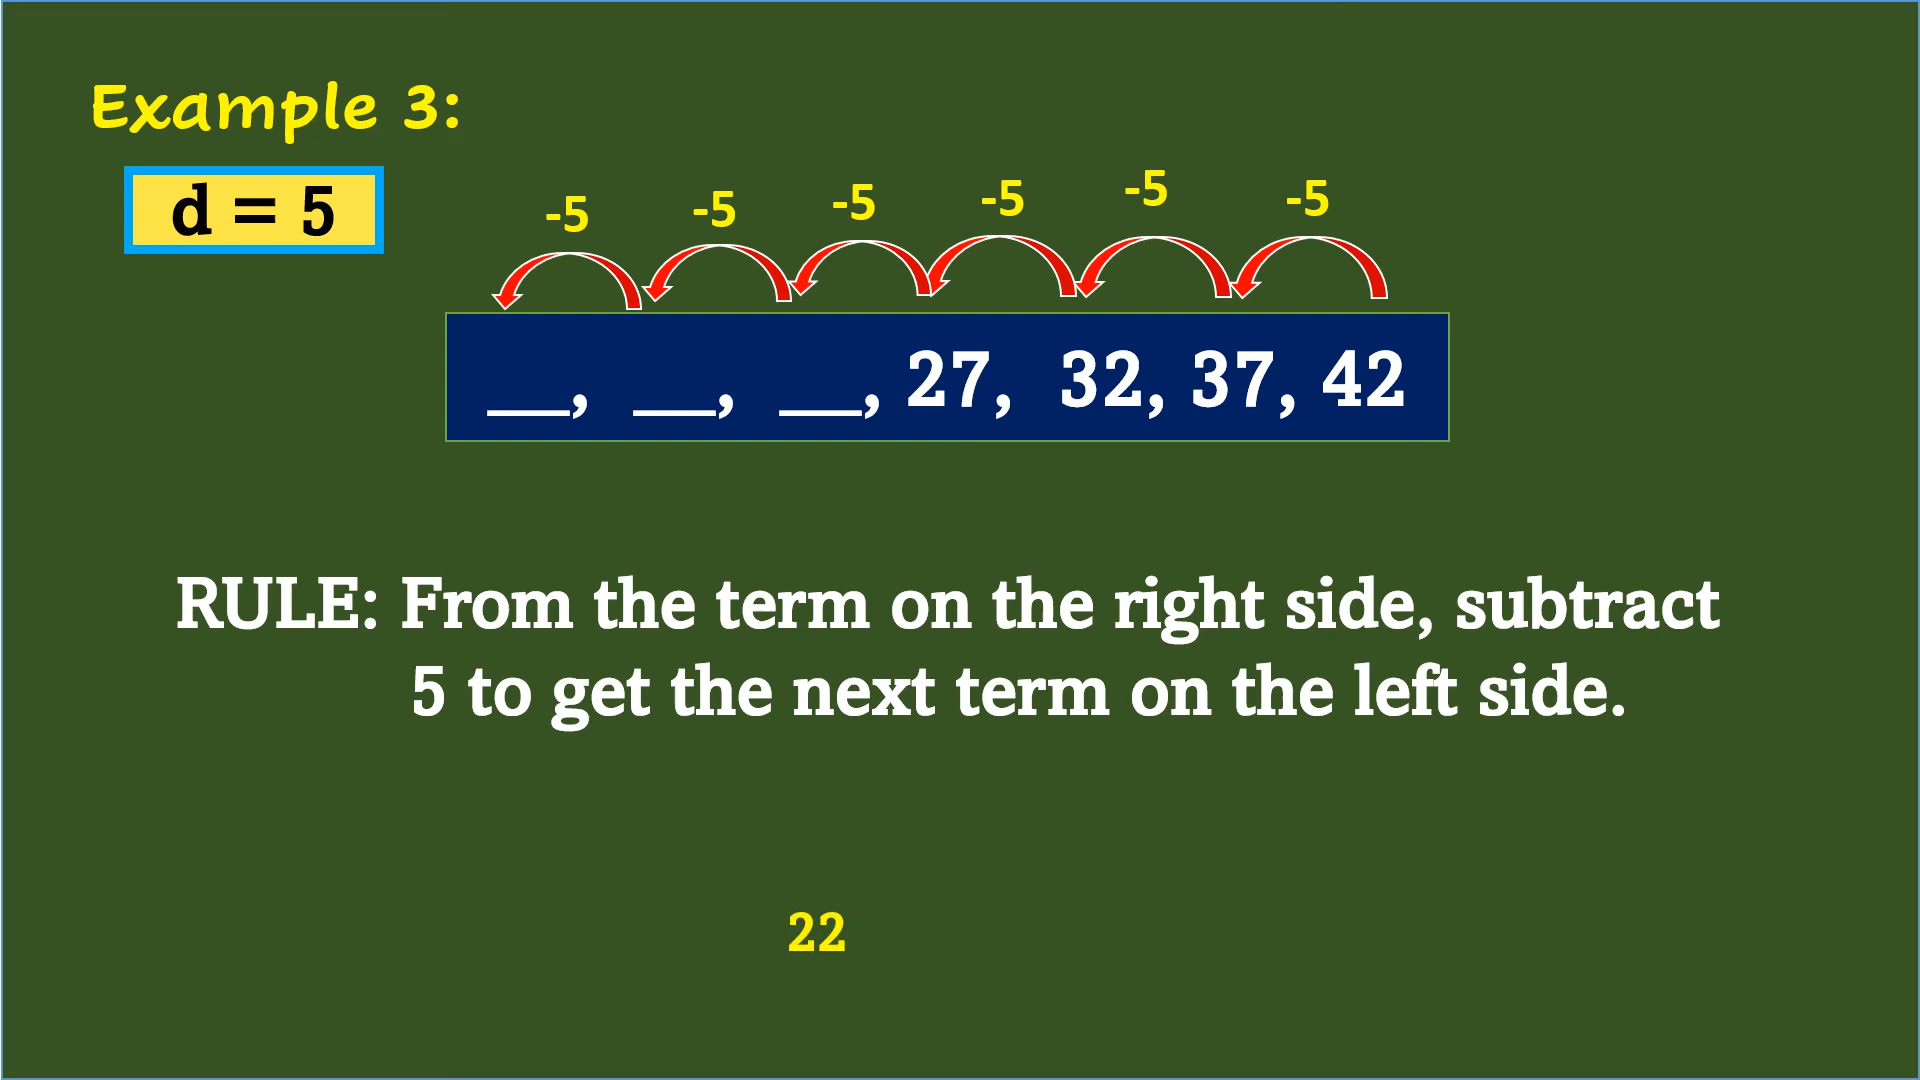 Example 3:
d = 5
-5 -5 -5 -5 -5 -5
__, __, __, 27, 32, 37, 42
RULE: From the term on the right side, subtract
5 to get the next term on the left side.
22